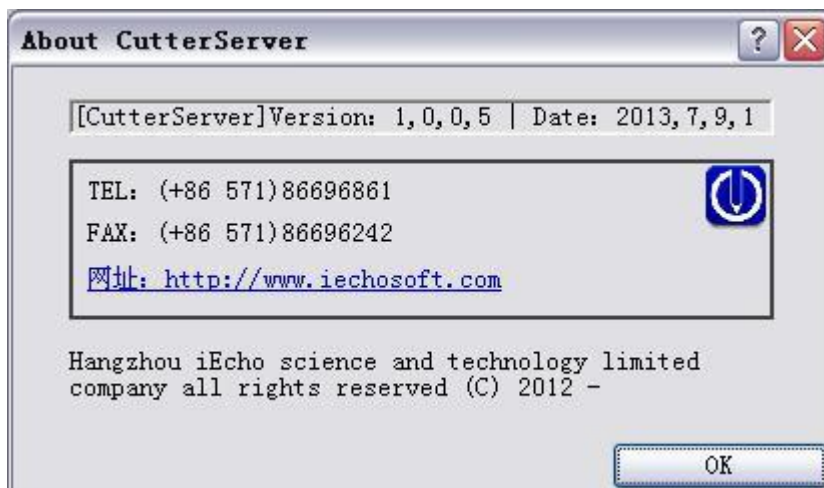 About CutterServer
?
[CutterServer]Version: 1,0,0,5 | Date: 2013,7,9,1
TEL: (+86 571)86696861
FAX: (+86 571)86696242
网址: http://www.iechosoft.com
Hangzhou iEcho science and technology limited
company all rights reserved (C) 2012 -
OK